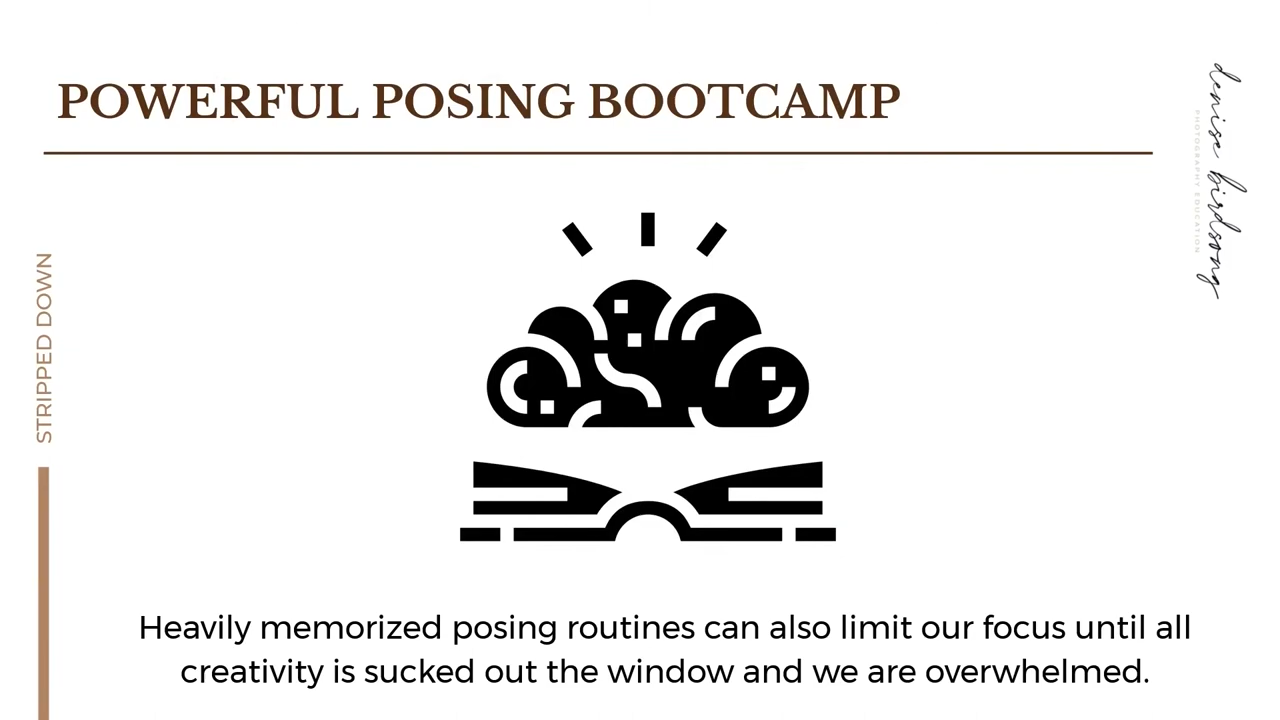 POWERFUL POSING BOOTCAMP
denise birdsong
PHOTOGRAPHY EDUCATION
STRIPPED DOWN
Heavily memorized posing routines can also limit our focus until all
creativity is sucked out the window and we are overwhelmed.